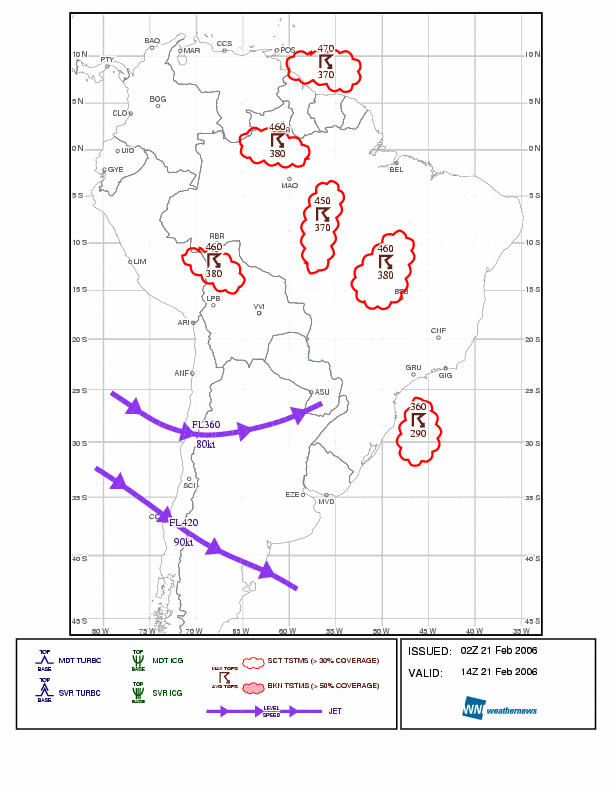 BAQ
MAR
CCS
POS
470
370
10 N
10 N
PTY
5 N
5 N
CLO
BOG
460
380
0 N
0 N
UIO
GYE
BEL
MAO
5 S
5 S
450
370
RBR
10 S
10 S
460
380
460
380
LIM
BSB
15 S
15 S
LPB
VVI
ARI
CNF
20 S
20 S
ANF
GRU
GIG
25 S
25 S
ASU
360
290
FL360
80kt
30 S
30 S
SCI
EZE
MVD
35 S
35 S
FL420
90kt
40 S
40 S
45 S
45 S
80 W
75 W
70 W
65 W
60 W
55 W
50 W
45 W
40 W
35 W
TOP
BASE
MDT TURBC
TOP
BASE
MDT ICG
MAX TOPS
AVG TOPS
SCT TSTMS (> 30% COVERAGE)
TOP
BASE
SVR TURBC
TOP
BASE
SVR ICG
BKN TSTMS (> 50% COVERAGE)
LEVEL
SPEED
JET
ISSUED: 02Z 21 Feb 2006
VALID: 14Z 21 Feb 2006
WN weathernews